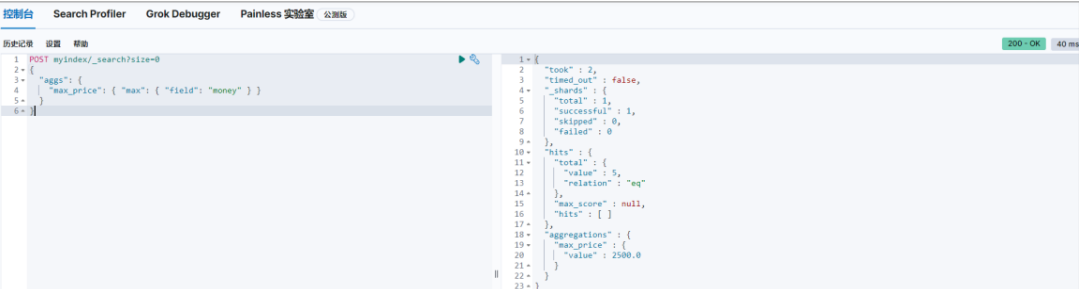 控制台 Search Profiler Grok Debugger Painless 实验室 公测版
历史记录 设置 帮助
200 - OK 40 ms
1 POST myindex/_search?size=0
2 {
3 "aggs": {
4 "max_price": { "max": { "field": "money" } }
5 }
6 }
1 {
2 "took" : 2,
3 "timed_out" : false,
4 "_shards" : {
5 "total" : 1,
6 "successful" : 1,
7 "skipped" : 0,
8 "failed" : 0
9 },
10 "hits" : {
11 "total" : {
12 "value" : 5,
13 "relation" : "eq"
14 },
15 "max_score" : null,
16 "hits" : [ ]
17 },
18 "aggregations" : {
19 "max_price" : {
20 "value" : 2500.0
21 }
22 }
23 }